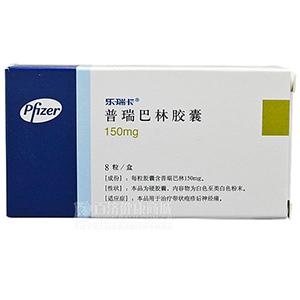 Pfizer
乐瑞卡®
普瑞巴林胶囊
150mg
8粒/盒
【成份】：每粒胶囊含普瑞巴林150mg。
【性状】：本品为硬胶囊，内容物为白色至类白色粉末。
【适应症】：本品用于治疗带状疱疹后神经痛。